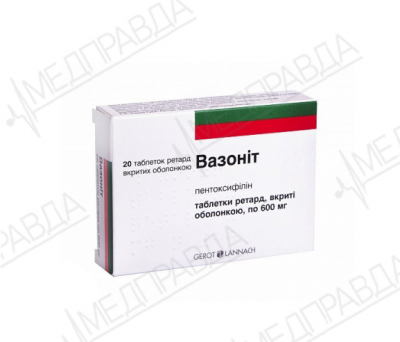 МЕДПРАВДА
20 таблеток ретард
вкритих оболонкою
Вазоніт
пентоксифілін
таблетки ретард, вкриті
оболонкою, по 600 мг
GEROT LANNACH